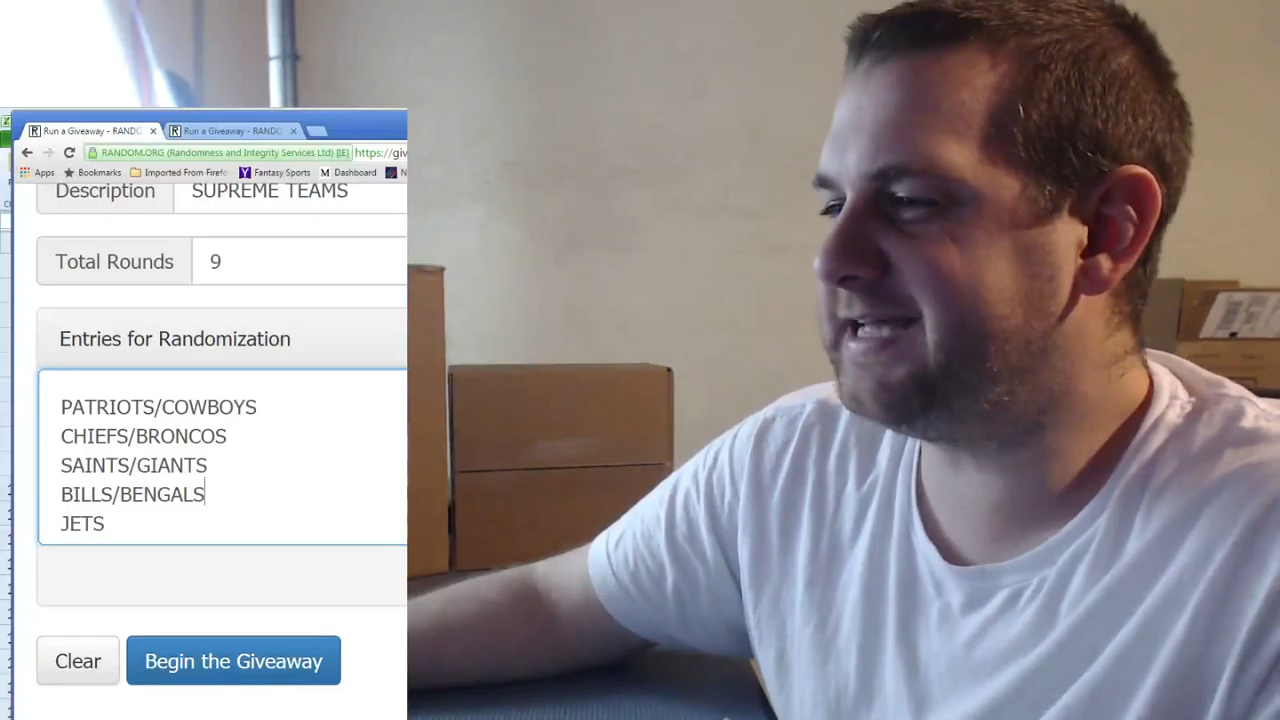 Run a Giveaway - RANDO
Run a Giveaway - RANDO
RANDOM.ORG (Randomness and Integrity Services Ltd) [IE] https://giv
Apps Bookmarks Imported From Firefo Fantasy Sports Dashboard N
Description SUPREME TEAMS
Total Rounds 9
Entries for Randomization
PATRIOTS/COWBOYS
CHIEFS/BRONCOS
SAINTS/GIANTS
BILLS/BENGALS
JETS
Clear Begin the Giveaway